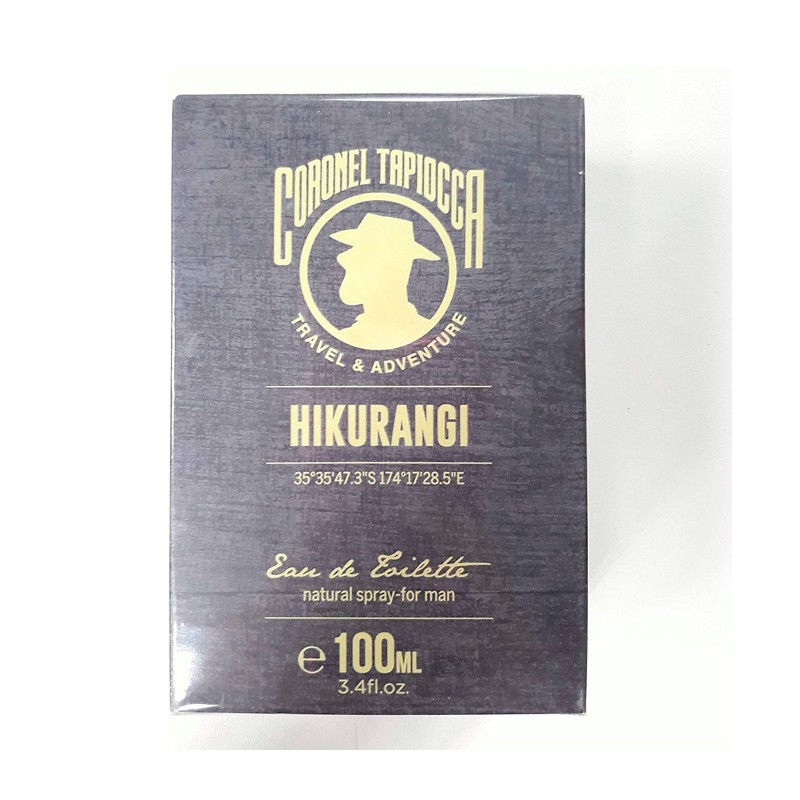 CORONEL TAPIOCCA
TRAVEL & ADVENTURE
HIKURANGI
35°35'47.3"S 174°17'28.5"E
Eau de Toilette
natural spray-for man
℮ 100ML
3.4fl.oz.